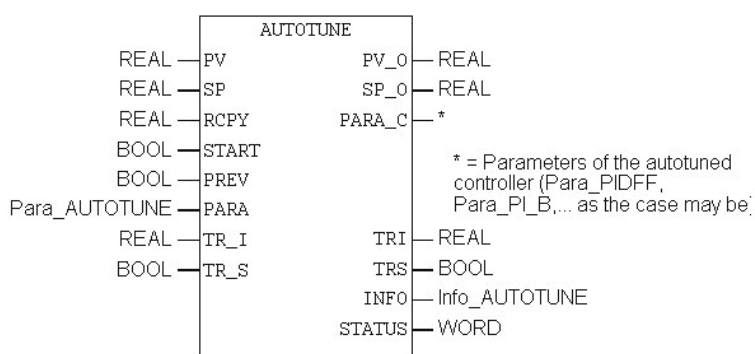 AUTOTUNE
REAL PV PV_O REAL
REAL SP SP_O REAL
REAL RCPY PARA_C *
BOOL START
BOOL PREV
Para_AUTOTUNE PARA
* = Parameters of the autotuned
controller (Para_PIDFF,
Para_PI_B,... as the case may be)
REAL TR_I TRI REAL
BOOL TR_S TRS BOOL
INFO Info_AUTOTUNE
STATUS WORD